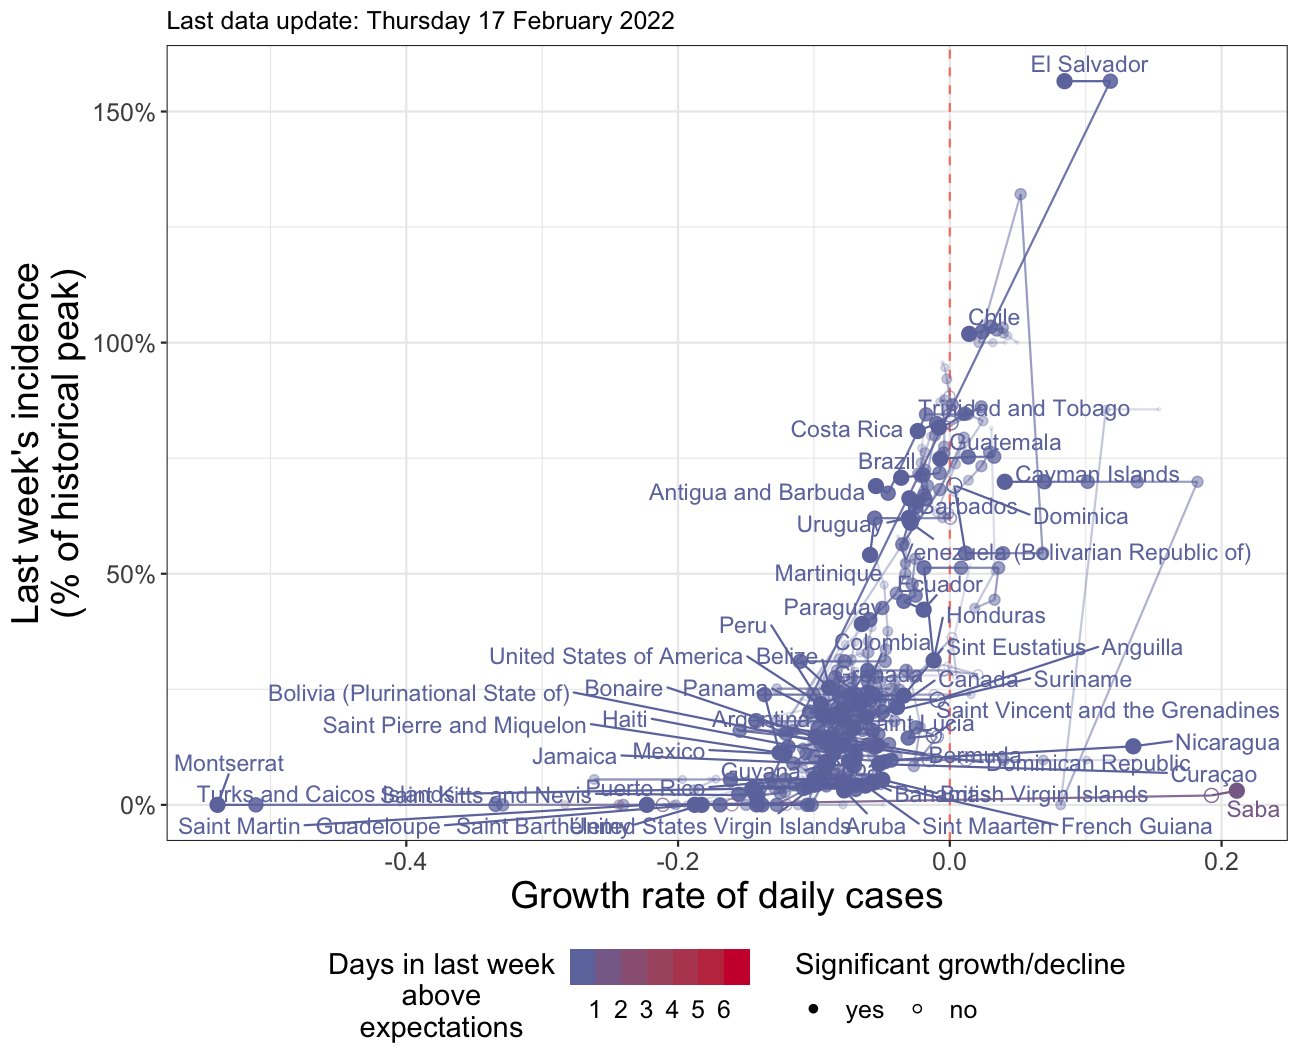 Last data update: Thursday 17 February 2022
El Salvador
150%
Last week's incidence
(% of historical peak)
Chile
100%
Trinidad and Tobago
Costa Rica
Guatemala
Brazil
Cayman Islands
Antigua and Barbuda
Barbados
Dominica
Uruguay
Venezuela (Bolivarian Republic of)
50%
Martinique
Ecuador
Paraguay
Honduras
Peru
Colombia
Sint Eustatius
Anguilla
United States of America
Belize
Grenada
Canada
Suriname
Bolivia (Plurinational State of)
Bonaire
Panama
Saint Vincent and the Grenadines
Haiti
Argentina
Saint Lucia
Saint Pierre and Miquelon
Nicaragua
Jamaica
Mexico
Bermuda
Dominican Republic
Montserrat
Guyana
Curaçao
Puerto Rico
Turks and Caicos Islands
Saint Kitts and Nevis
Bahamas
British Virgin Islands
0%
Saba
Saint Martin
Guadeloupe
Saint Barthélemy
United States Virgin Islands
Aruba
Sint Maarten
French Guiana
-0.4
-0.2
0.0
0.2
Growth rate of daily cases
Days in last week
above
expectations
1 2 3 4 5 6
Significant growth/decline
yes
no